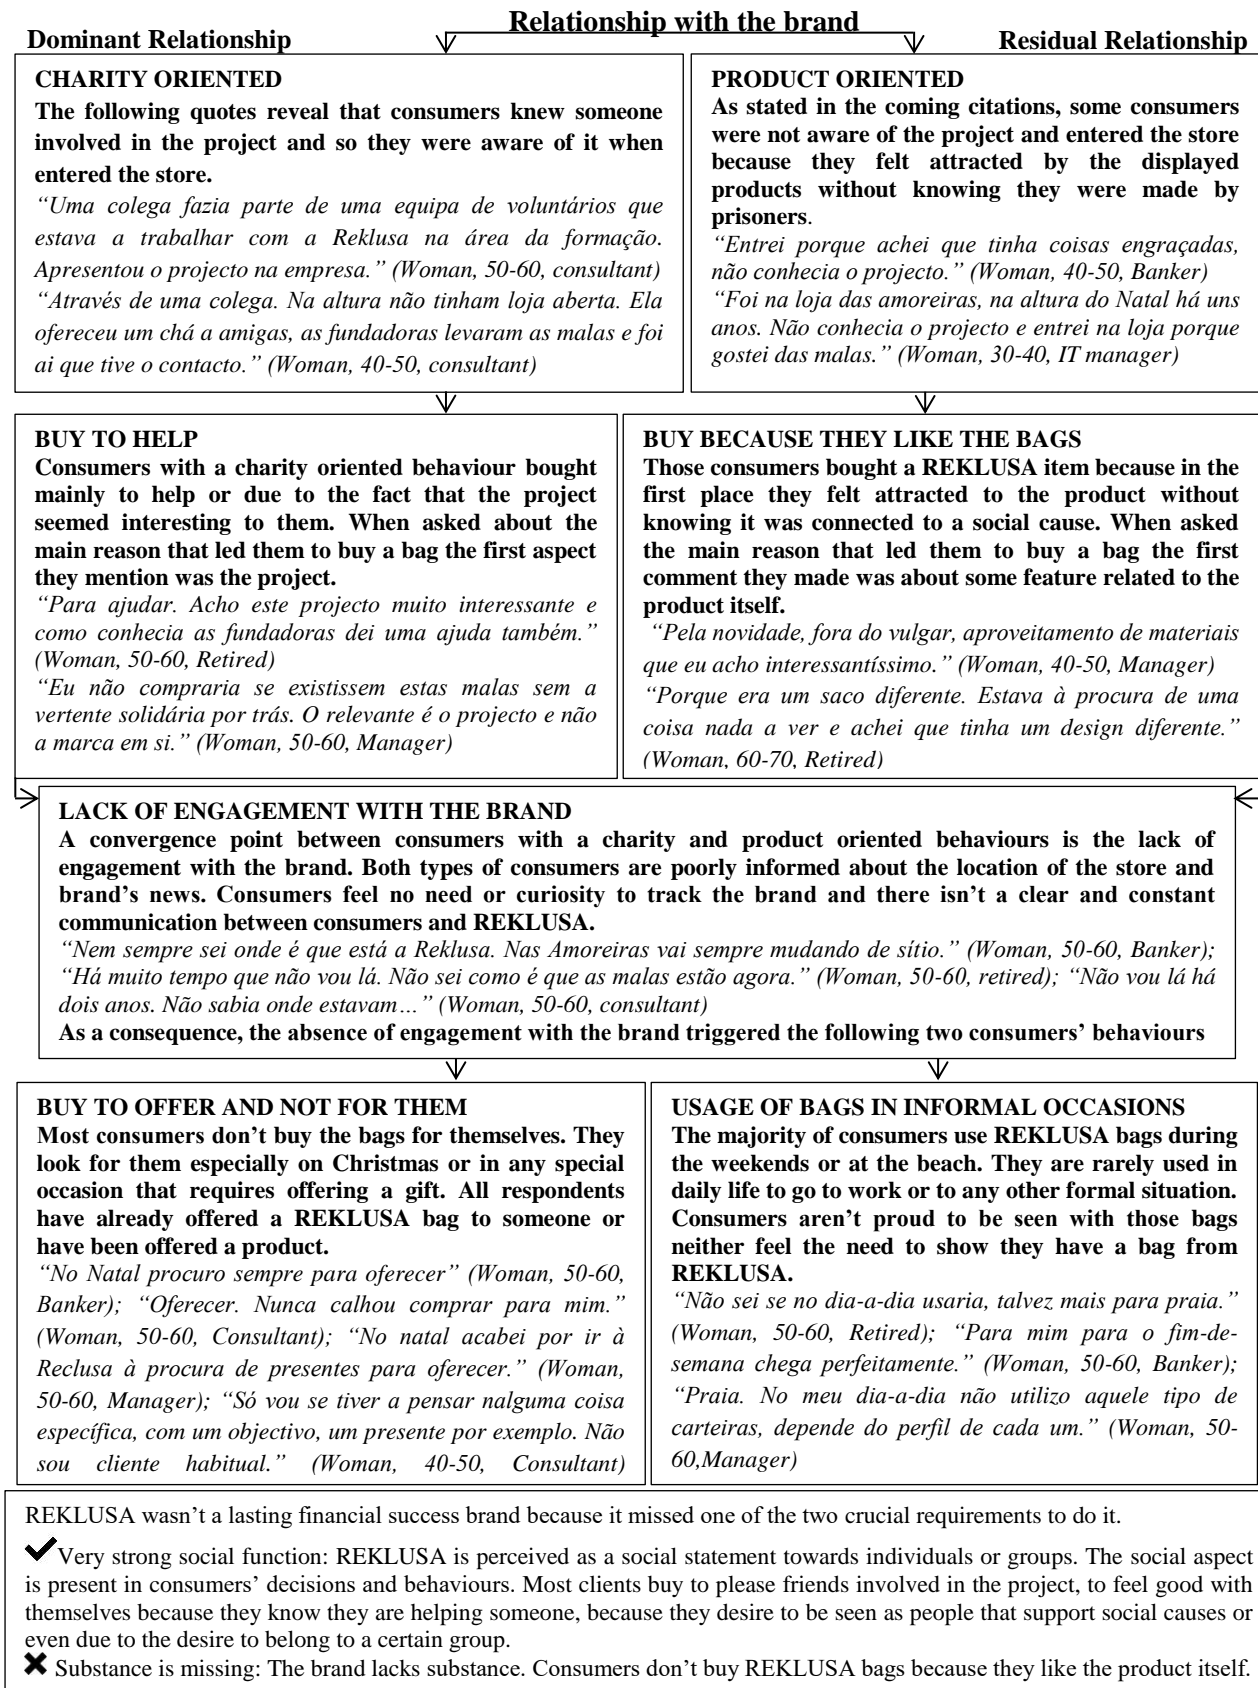 Relationship with the brand
Dominant Relationship
Residual Relationship
CHARITY ORIENTED
The following quotes reveal that consumers knew someone
involved in the project and so they were aware of it when
entered the store.
“Uma colega fazia parte de uma equipa de voluntários que
estava a trabalhar com a Reklusa na área da formação.
Apresentou o projecto na empresa.” (Woman, 50-60, consultant)
“Através de uma colega. Na altura não tinham loja aberta. Ela
ofereceu um chá a amigas, as fundadoras levaram as malas e foi
ai que tive o contacto.” (Woman, 40-50, consultant)
PRODUCT ORIENTED
As stated in the coming citations, some consumers
were not aware of the project and entered the store
because they felt attracted by the displayed
products without knowing they were made by
prisoners.
“Entrei porque achei que tinha coisas engraçadas,
não conhecia o projecto.” (Woman, 40-50, Banker)
“Foi na loja das amoreiras, na altura do Natal há uns
anos. Não conhecia o projecto e entrei na loja porque
gostei das malas.” (Woman, 30-40, IT manager)
BUY TO HELP
Consumers with a charity oriented behaviour bought
mainly to help or due to the fact that the project
seemed interesting to them. When asked about the
main reason that led them to buy a bag the first aspect
they mention was the project.
“Para ajudar. Acho este projecto muito interessante e
como conhecia as fundadoras dei uma ajuda também.”
(Woman, 50-60, Retired)
“Eu não compraria se existissem estas malas sem a
vertente solidária por trás. O relevante é o projecto e não
a marca em si.” (Woman, 50-60, Manager)
BUY BECAUSE THEY LIKE THE BAGS
Those consumers bought a REKLUSA item because in the
first place they felt attracted to the product without
knowing it was connected to a social cause. When asked
the main reason that led them to buy a bag the first
comment they made was about some feature related to the
product itself.
“Pela novidade, fora do vulgar, aproveitamento de materiais
que eu acho interessantíssimo.” (Woman, 40-50, Manager)
“Porque era um saco diferente. Estava à procura de uma
coisa nada a ver e achei que tinha um design diferente.”
(Woman, 60-70, Retired)
LACK OF ENGAGEMENT WITH THE BRAND
A convergence point between consumers with a charity and product oriented behaviours is the lack of
engagement with the brand. Both types of consumers are poorly informed about the location of the store and
brand’s news. Consumers feel no need or curiosity to track the brand and there isn’t a clear and constant
communication between consumers and REKLUSA.
“Nem sempre sei onde é que está a Reklusa. Nas Amoreiras vai sempre mudando de sítio.” (Woman, 50-60, Banker);
“Há muito tempo que não vou lá. Não sei como é que as malas estão agora.” (Woman, 50-60, retired); “Não vou lá há
dois anos. Não sabia onde estavam…” (Woman, 50-60, consultant)
As a consequence, the absence of engagement with the brand triggered the following two consumers’ behaviours
BUY TO OFFER AND NOT FOR THEM
Most consumers don’t buy the bags for themselves. They
look for them especially on Christmas or in any special
occasion that requires offering a gift. All respondents
have already offered a REKLUSA bag to someone or
have been offered a product.
“No Natal procuro sempre para oferecer” (Woman, 50-60,
Banker); “Oferecer. Nunca calhou comprar para mim.”
(Woman, 50-60, Consultant); “No natal acabei por ir à
Reclusa à procura de presentes para oferecer.” (Woman,
50-60, Manager); “Só vou se tiver a pensar nalguma coisa
específica, com um objectivo, um presente por exemplo. Não
sou cliente habitual.” (Woman, 40-50, Consultant)
USAGE OF BAGS IN INFORMAL OCCASIONS
The majority of consumers use REKLUSA bags during
the weekends or at the beach. They are rarely used in
daily life to go to work or to any other formal situation.
Consumers aren’t proud to be seen with those bags
neither feel the need to show they have a bag from
REKLUSA.
“Não sei se no dia-a-dia usaria, talvez mais para praia.”
(Woman, 50-60, Retired); “Para mim para o fim-de-
semana chega perfeitamente.” (Woman, 50-60, Banker);
“Praia. No meu dia-a-dia não utilizo aquele tipo de
carteiras, depende do perfil de cada um.” (Woman, 50-
60,Manager)
REKLUSA wasn’t a lasting financial success brand because it missed one of the two crucial requirements to do it.
✔Very strong social function: REKLUSA is perceived as a social statement towards individuals or groups. The social aspect
is present in consumers’ decisions and behaviours. Most clients buy to please friends involved in the project, to feel good with
themselves because they know they are helping someone, because they desire to be seen as people that support social causes or
even due to the desire to belong to a certain group.
✖ Substance is missing: The brand lacks substance. Consumers don’t buy REKLUSA bags because they like the product itself.